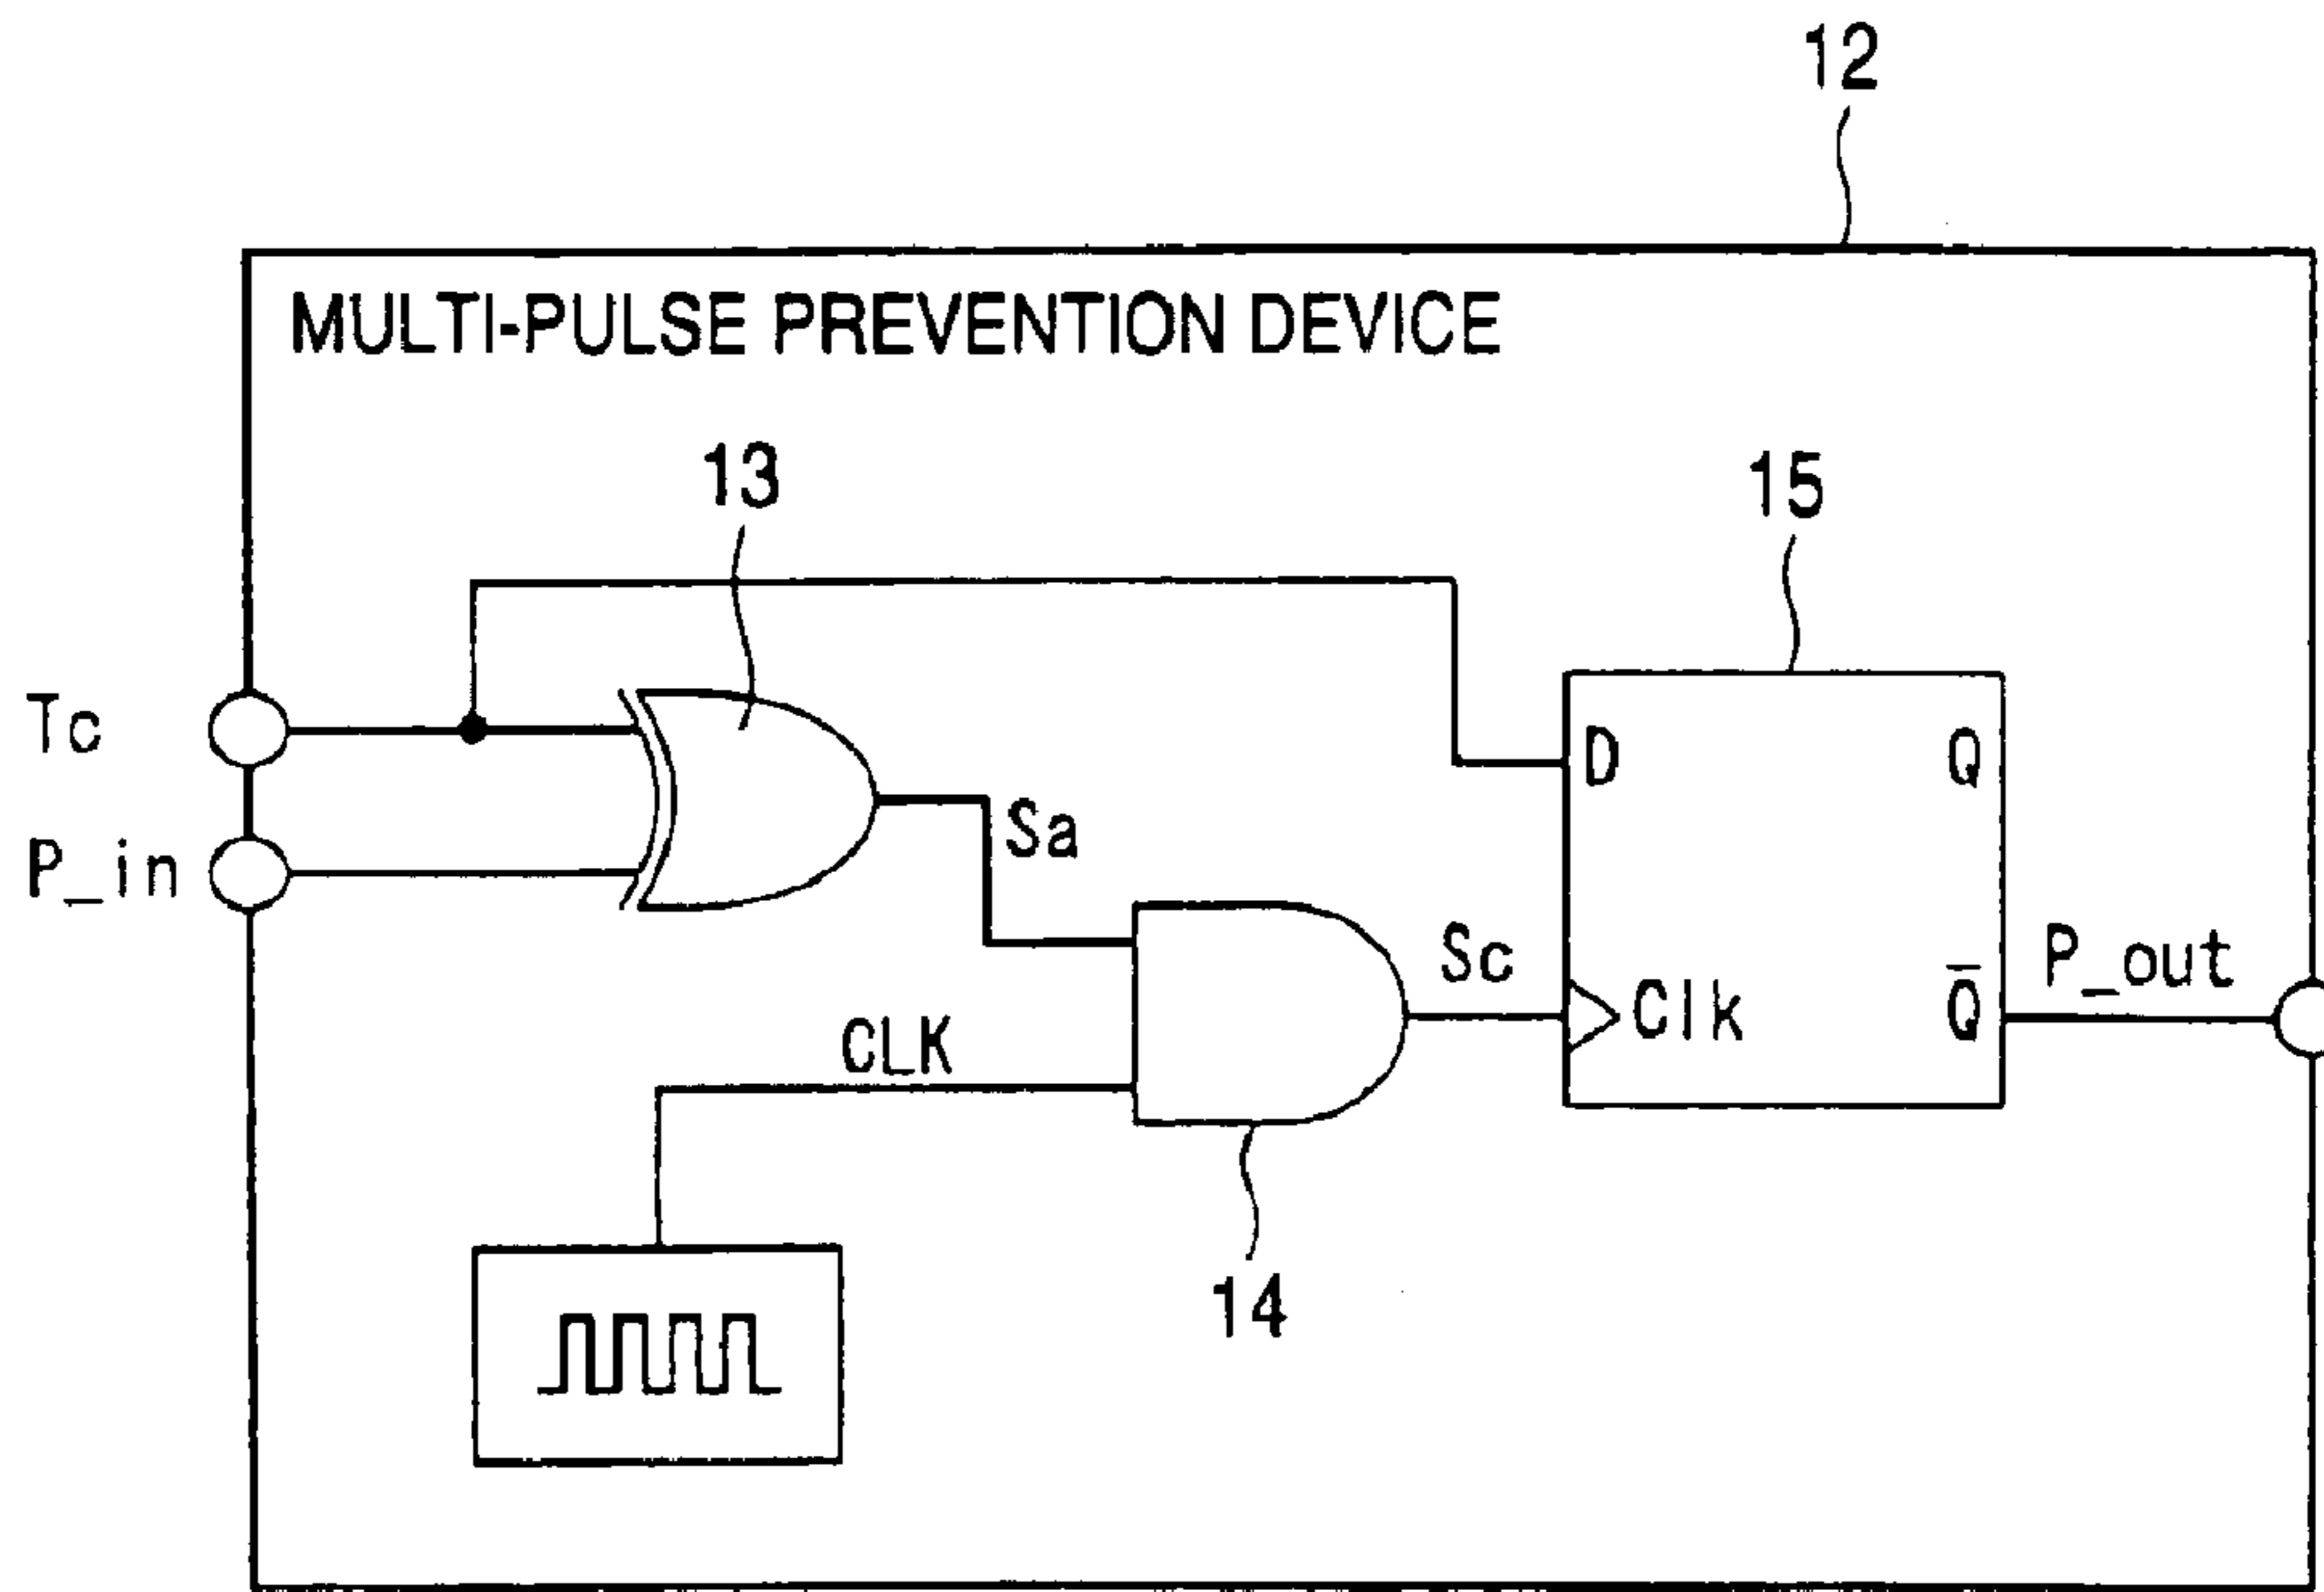 12
MULTI-PULSE PREVENTION DEVICE
13
15
Tc
P_in
Sa
D
Q
Sc
Clk
Q̅
P_out
CLK
14